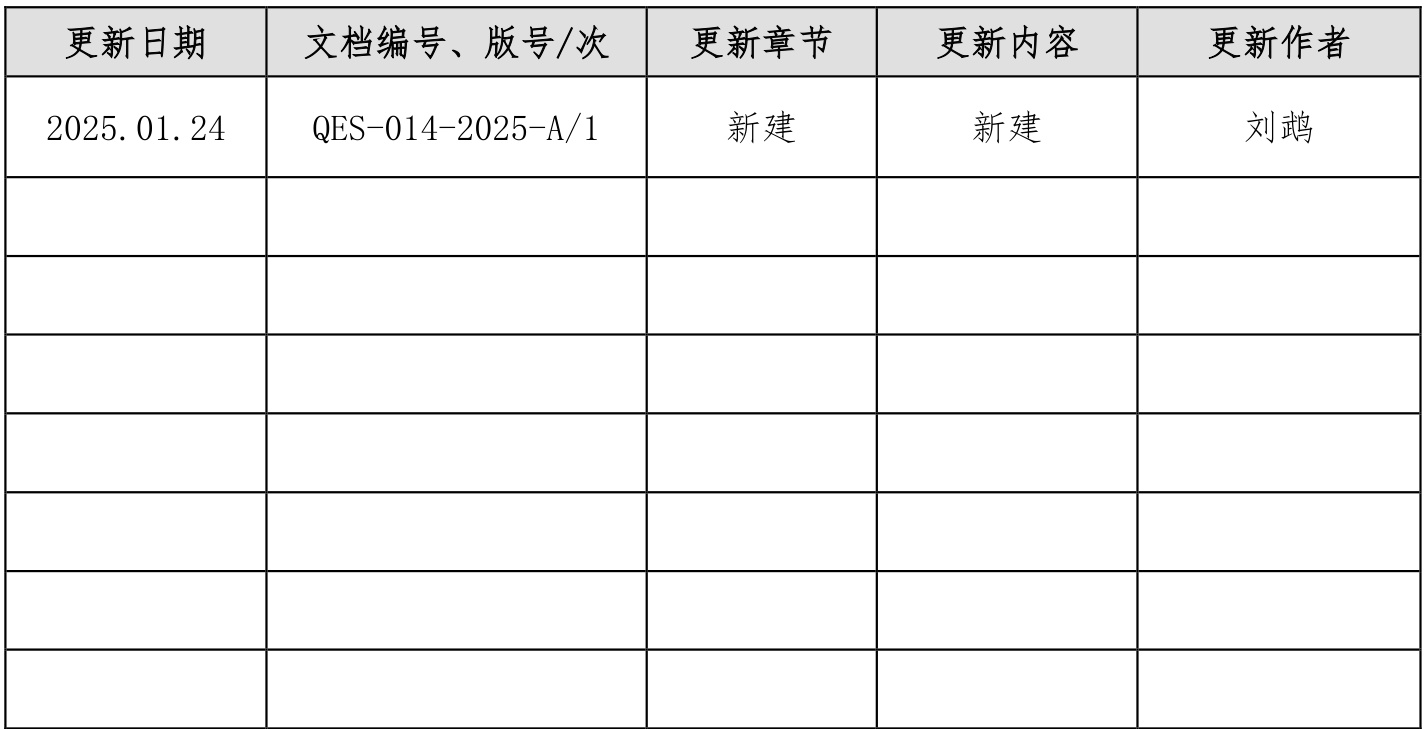 更新日期 文档编号、版号/次 更新章节 更新内容 更新作者
2025.01.24 QES-014-2025-A/1 新建 新建 刘鹉